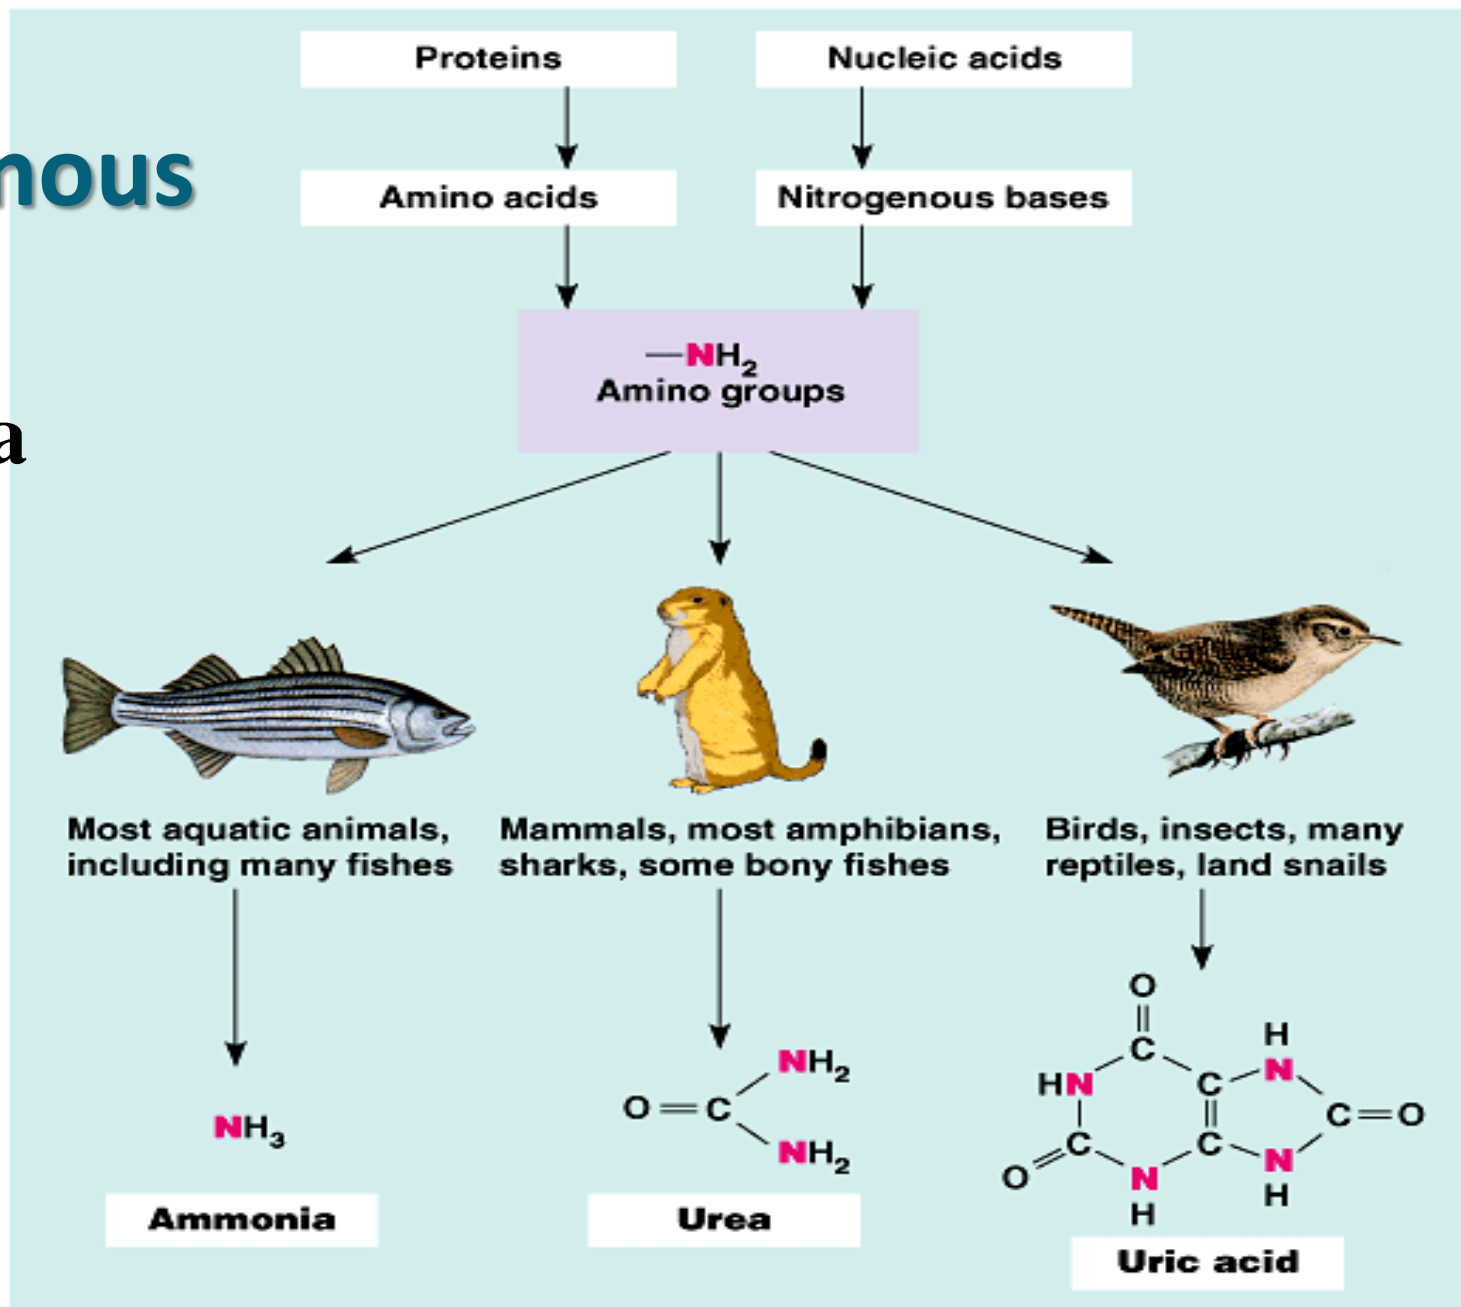 Proteins
Nucleic acids
nous
Amino acids
Nitrogenous bases
—NH₂
Amino groups
a
Most aquatic animals,
including many fishes
Mammals, most amphibians,
sharks, some bony fishes
Birds, insects, many
reptiles, land snails
NH₃
Ammonia
O=C
NH₂
NH₂
Urea
O
C
H
HN
C
N
C=O
C
C
N
O
N
H
H
Uric acid